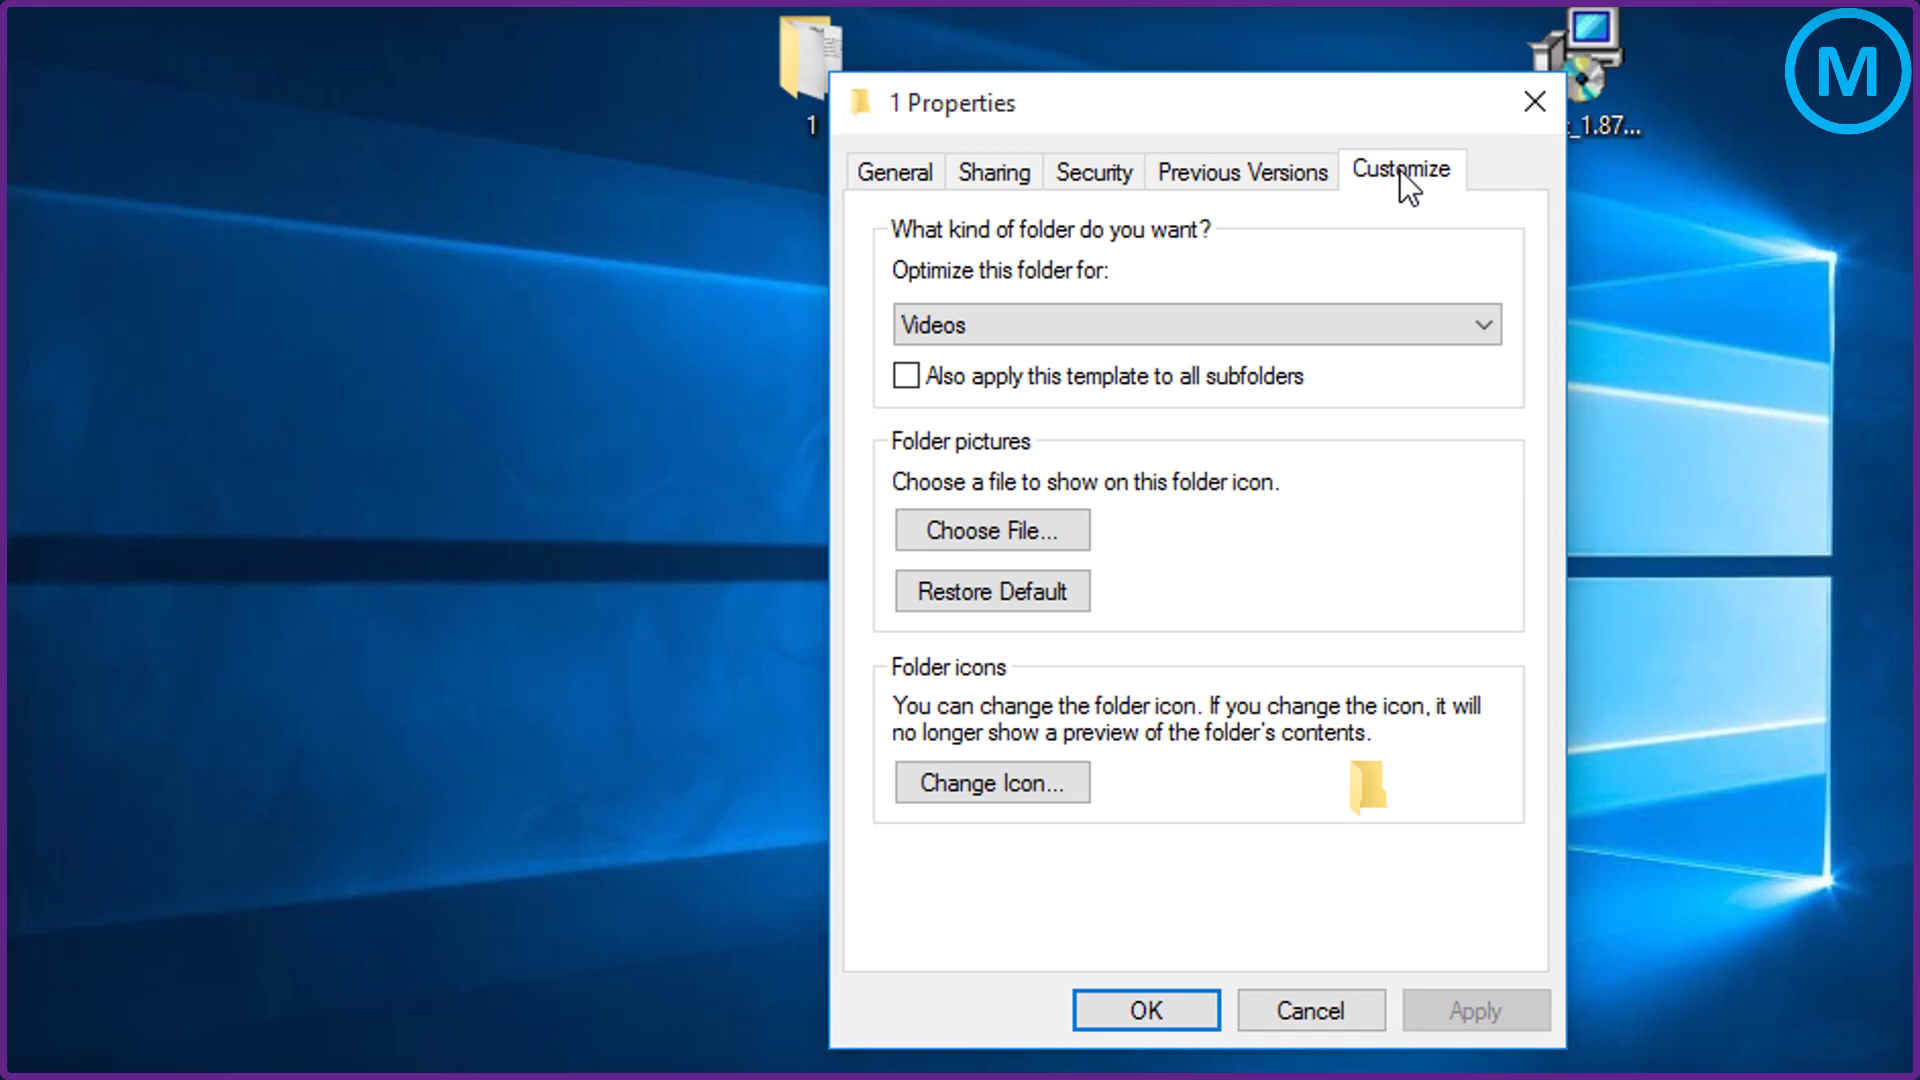 M
1
_1.87...
1 Properties
General
Sharing
Security
Previous Versions
Customize
What kind of folder do you want?
Optimize this folder for:
Videos
Also apply this template to all subfolders
Folder pictures
Choose a file to show on this folder icon.
Choose File...
Restore Default
Folder icons
You can change the folder icon. If you change the icon, it will
no longer show a preview of the folder's contents.
Change Icon...
OK
Cancel
Apply